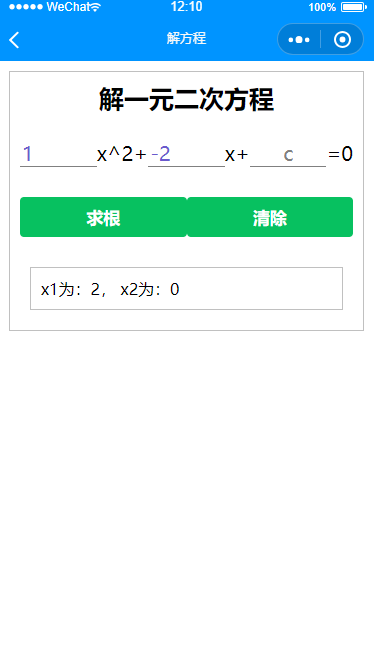 WeChat 12:10 100%
解方程
解一元二次方程
1 x^2+ -2 x+ c =0
求根 清除
x1为：2， x2为：0